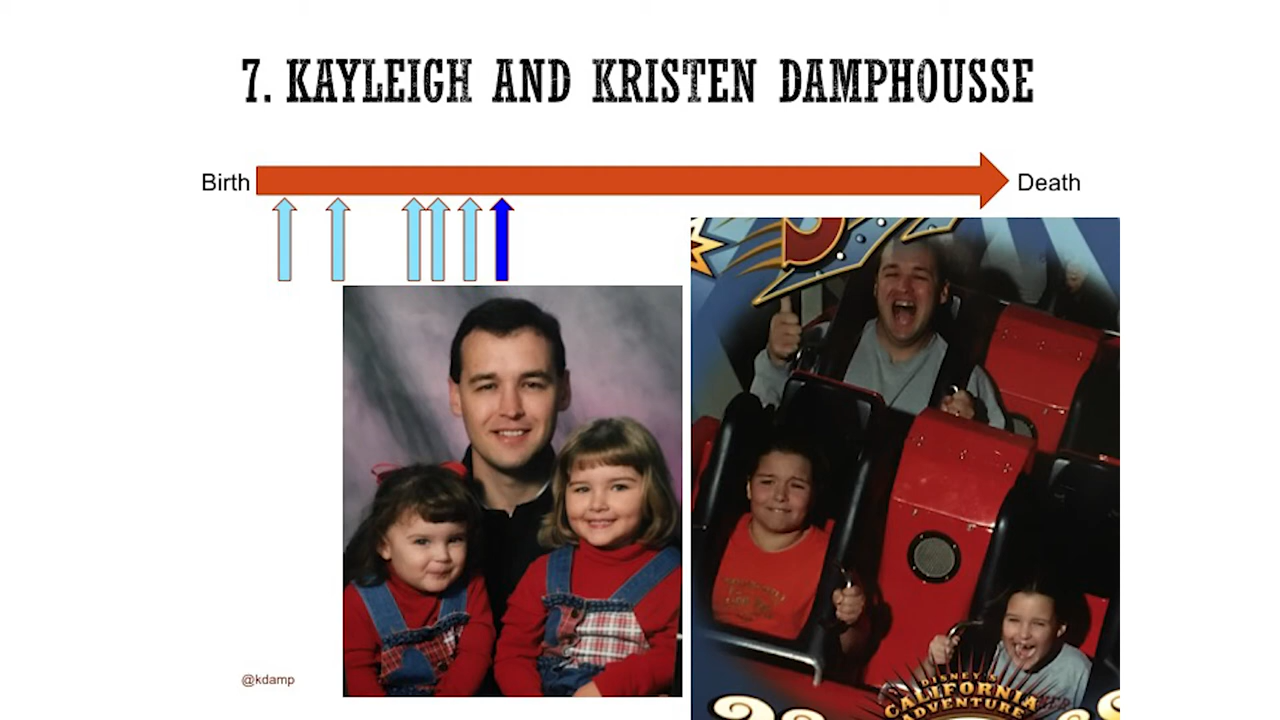 7. KAYLEIGH AND KRISTEN DAMPHOUSSE
Birth
Death
@kdamp
DISNEY'S
CALIFORNIA
ADVENTURE